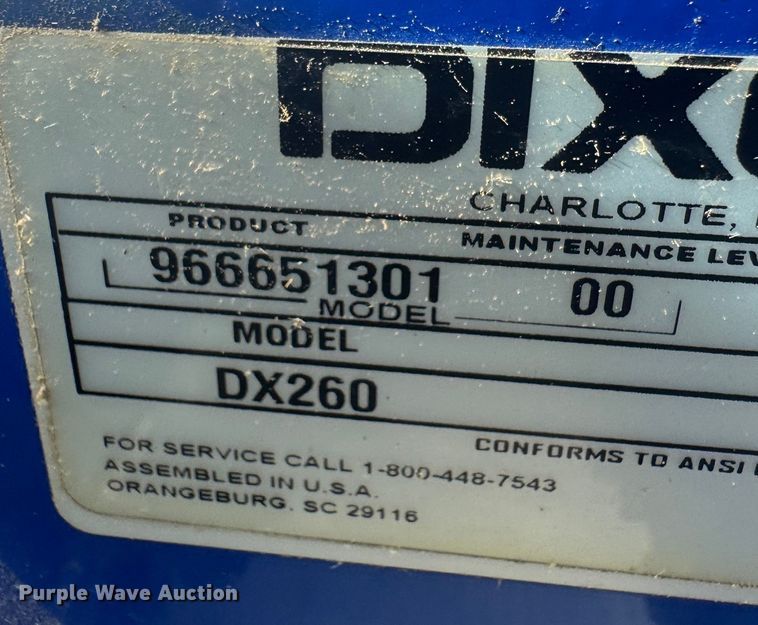 PRODUCT
CHARLOTTE,
MAINTENANCE
966651301
00
MODEL
MODEL
DX260
FOR SERVICE CALL 1-800-448-7543
CONFORMS TO ANSI
ASSEMBLED IN U.S.A.
ORANGEBURG. SC 29116
Purple Wave Auction